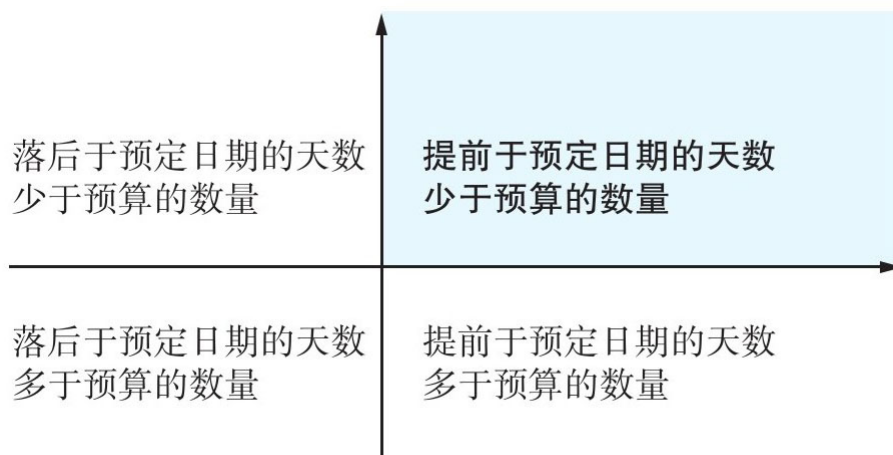 落后于预定日期的天数
少于预算的数量
提前于预定日期的天数
少于预算的数量
落后于预定日期的天数
多于预算的数量
提前于预定日期的天数
多于预算的数量